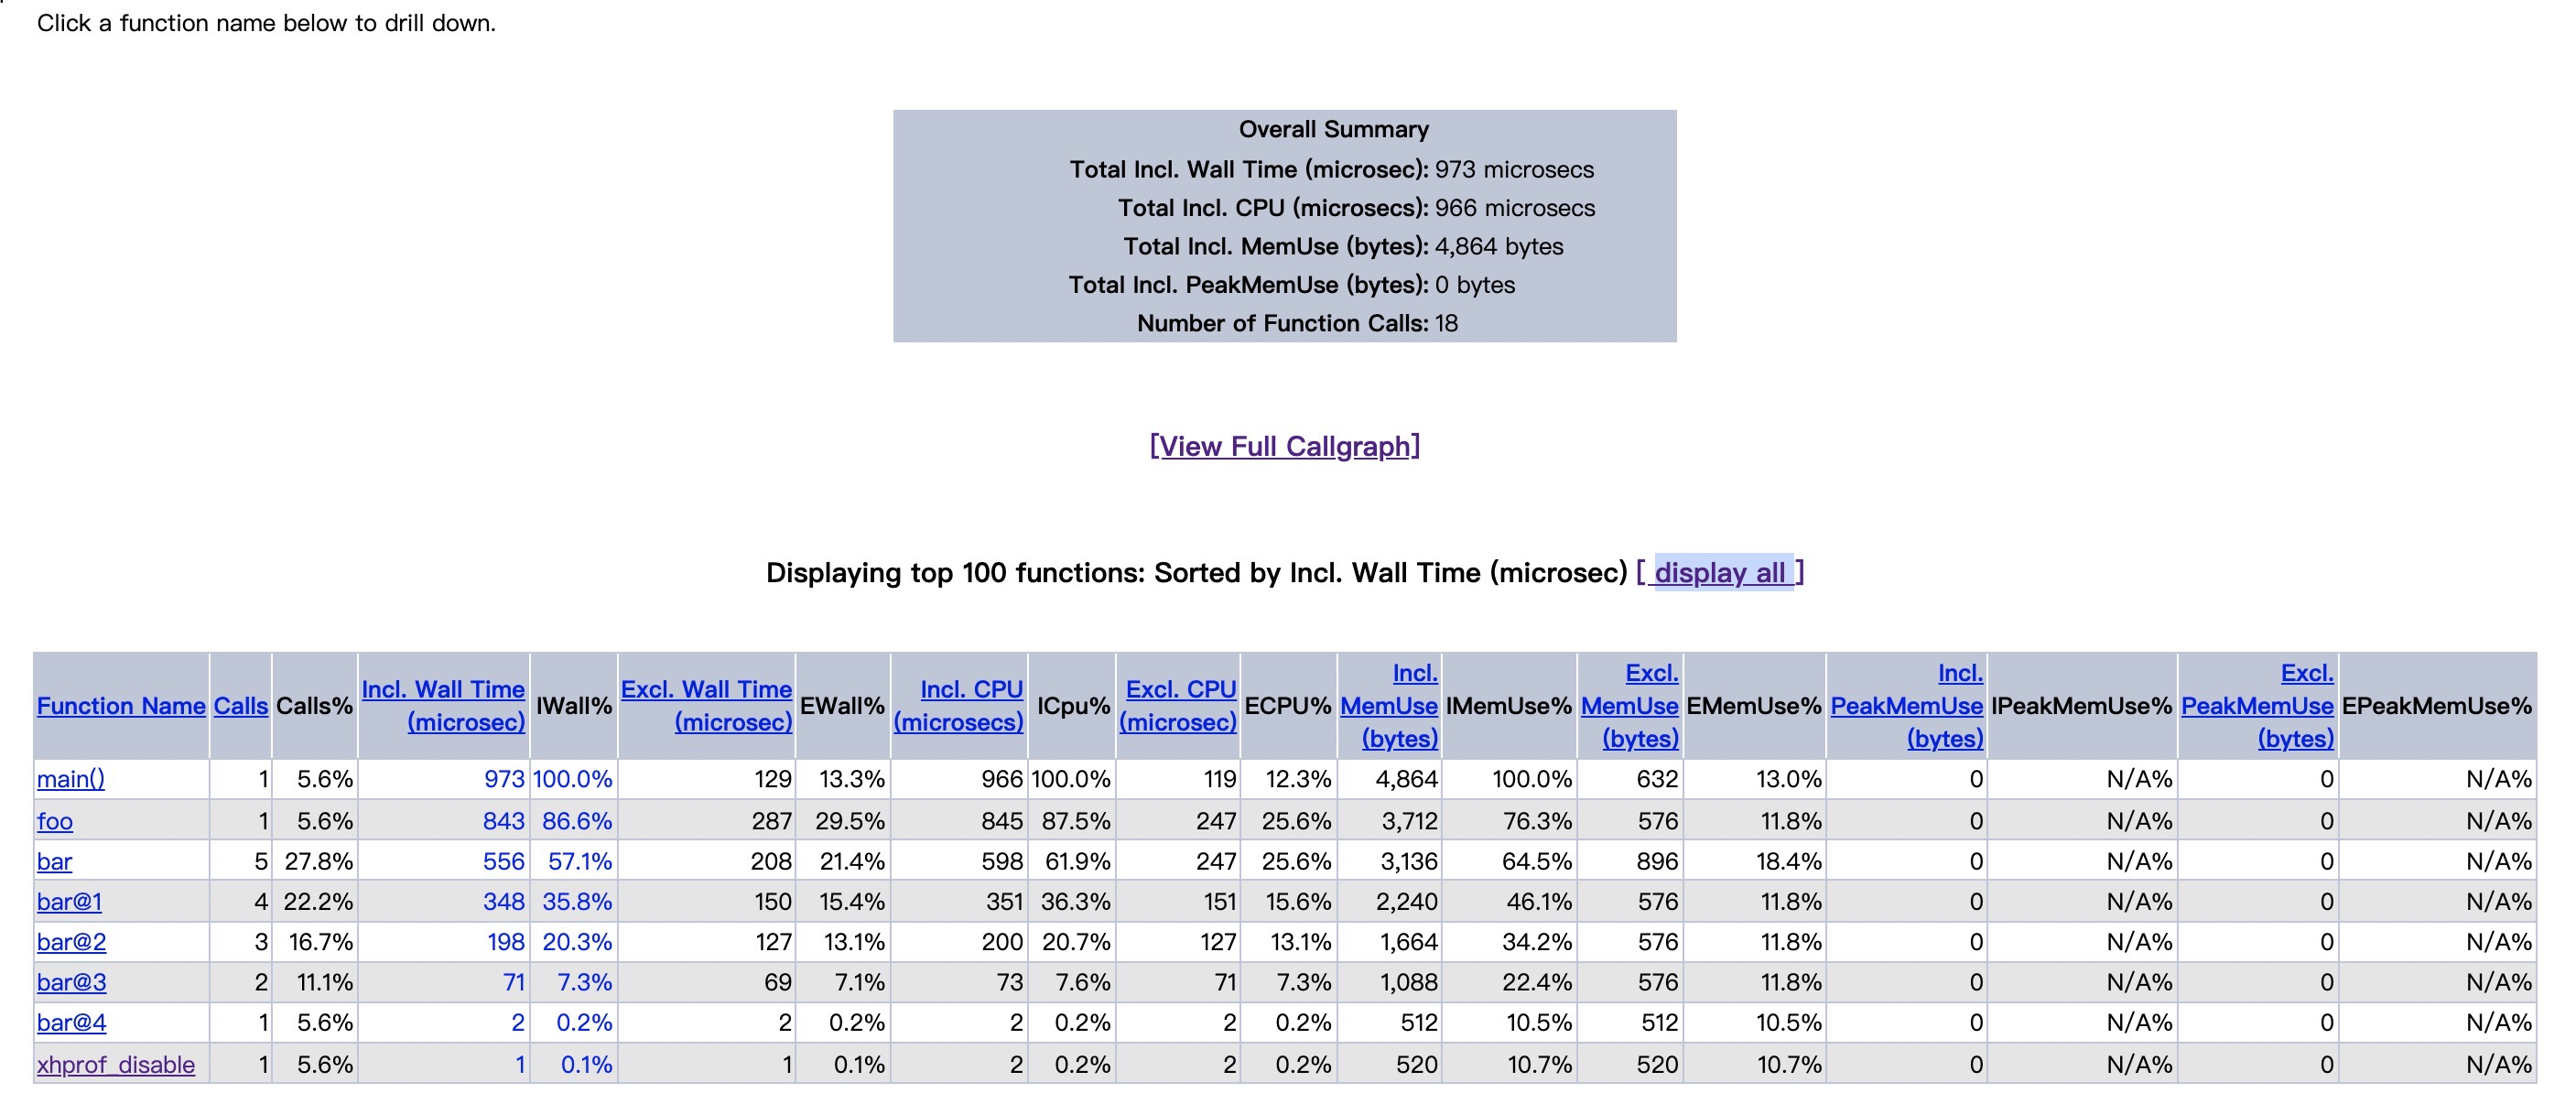 Click a function name below to drill down.
Overall Summary
Total Incl. Wall Time (microsec): 973 microsecs
Total Incl. CPU (microsecs): 966 microsecs
Total Incl. MemUse (bytes): 4,864 bytes
Total Incl. PeakMemUse (bytes): 0 bytes
Number of Function Calls: 18
[View Full Callgraph]
Displaying top 100 functions: Sorted by Incl. Wall Time (microsec) [ display all ]
Function Name Calls Calls% Incl. Wall Time (microsec) IWall% Excl. Wall Time (microsec) EWall% Incl. CPU (microsecs) ICpu% Excl. CPU (microsec) ECPU% Incl. MemUse (bytes) IMemUse% Excl. MemUse (bytes) EMemUse% Incl. PeakMemUse (bytes) IPeakMemUse% Excl. PeakMemUse (bytes) EPeakMemUse%
main() 1 5.6% 973 100.0% 129 13.3% 966 100.0% 119 12.3% 4,864 100.0% 632 13.0% 0 N/A% 0 N/A%
foo 1 5.6% 843 86.6% 287 29.5% 845 87.5% 247 25.6% 3,712 76.3% 576 11.8% 0 N/A% 0 N/A%
bar 5 27.8% 556 57.1% 208 21.4% 598 61.9% 247 25.6% 3,136 64.5% 896 18.4% 0 N/A% 0 N/A%
bar@1 4 22.2% 348 35.8% 150 15.4% 351 36.3% 151 15.6% 2,240 46.1% 576 11.8% 0 N/A% 0 N/A%
bar@2 3 16.7% 198 20.3% 127 13.1% 200 20.7% 127 13.1% 1,664 34.2% 576 11.8% 0 N/A% 0 N/A%
bar@3 2 11.1% 71 7.3% 69 7.1% 73 7.6% 71 7.3% 1,088 22.4% 576 11.8% 0 N/A% 0 N/A%
bar@4 1 5.6% 2 0.2% 2 0.2% 2 0.2% 2 0.2% 512 10.5% 512 10.5% 0 N/A% 0 N/A%
xhprof_disable 1 5.6% 1 0.1% 1 0.1% 2 0.2% 2 0.2% 520 10.7% 520 10.7% 0 N/A% 0 N/A%